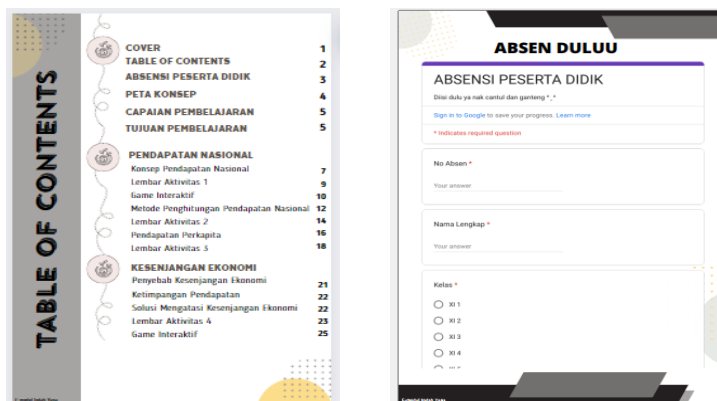 TABLE OF CONTENTS
COVER 1
TABLE OF CONTENTS 2
ABSENSI PESERTA DIDIK 3
PETA KONSEP 4
CAPAIAN PEMBELAJARAN 5
TUJUAN PEMBELAJARAN 5
PENDAPATAN NASIONAL
Konsep Pendapatan Nasional 7
Lembar Aktivitas 1 9
Game Interaktif 10
Metode Penghitungan Pendapatan Nasional 12
Lembar Aktivitas 2 14
Pendapatan Perkapita 16
Lembar Aktivitas 3 18
KESENJANGAN EKONOMI
Penyebab Kesenjangan Ekonomi 21
Ketimpangan Pendapatan 22
Solusi Mengatasi Kesenjangan Ekonomi 22
Lembar Aktivitas 4 23
Game Interaktif 25
ABSEN DULUU
ABSENSI PESERTA DIDIK
Diisi dulu ya nak cantul dan ganteng *_*
Sign in to Google to save your progress. Learn more
* Indicates required question
No Absen *
Your answer
Nama Lengkap *
Your answer
Kelas *
XI 1
XI 2
XI 3
XI 4